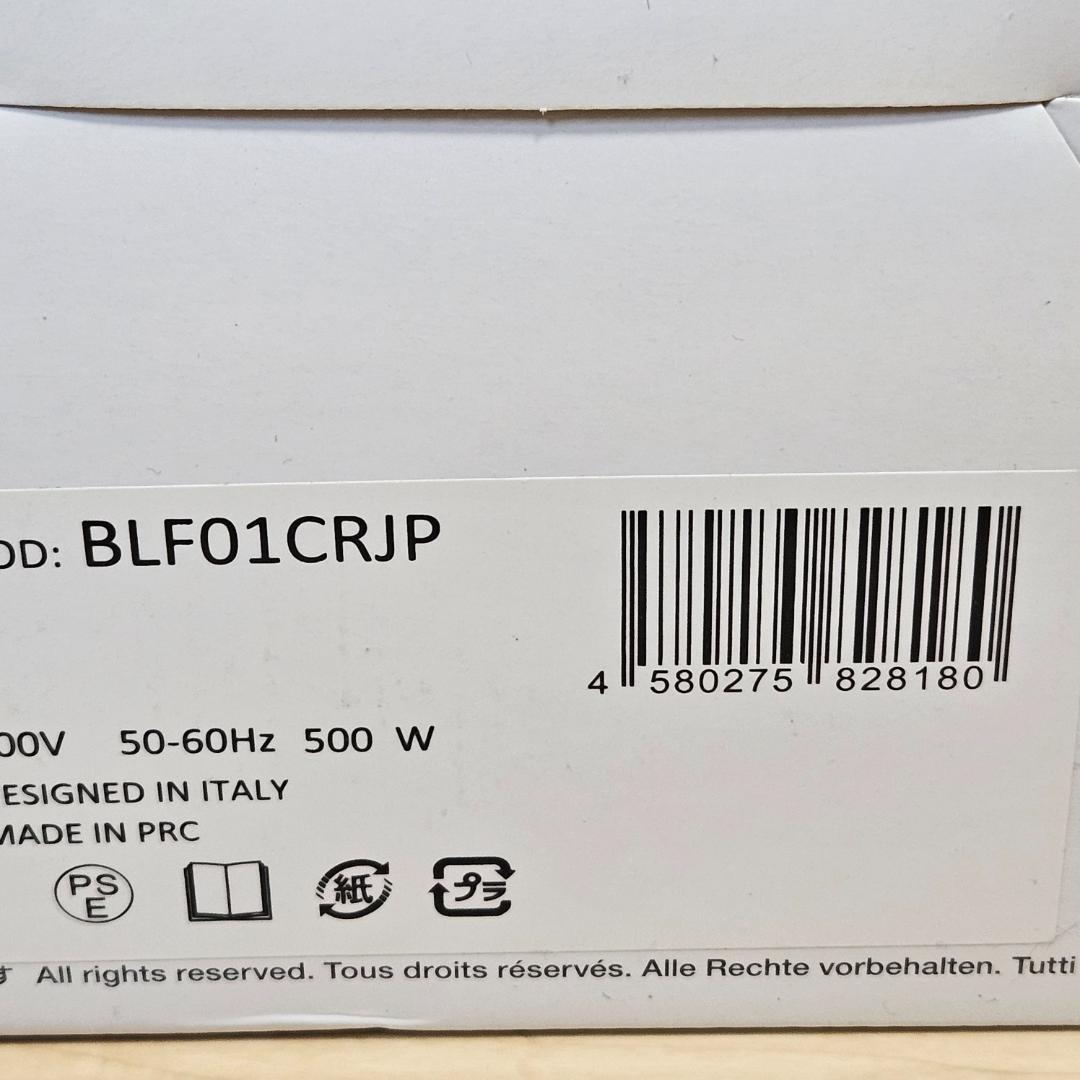 OD: BLF01CRJP
4 580275 828180
00V 50-60Hz 500 W
ESIGNED IN ITALY
MADE IN PRC
PS
E
紙
プラ
す All rights reserved. Tous droits réservés. Alle Rechte vorbehalten. Tutti